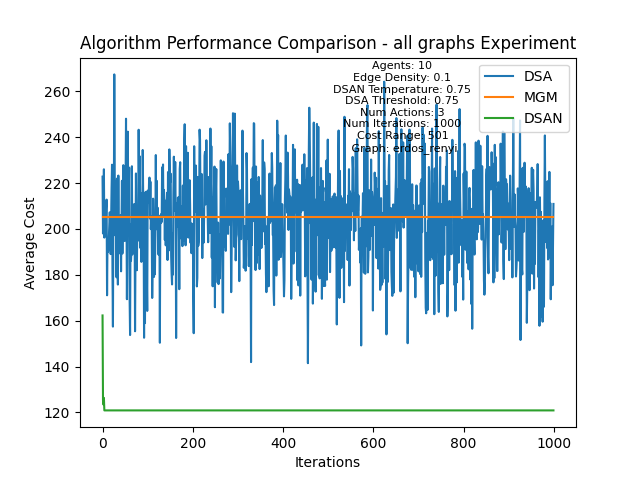 Algorithm Performance Comparison - all graphs Experiment
Agents: 10
Edge Density: 0.1
DSAN Temperature: 0.75
DSA Threshold: 0.75
Num Actions: 3
Num Iterations: 1000
Cost Range: 501
Graph: erdos_renyi
DSA
MGM
DSAN
260
240
220
200
180
160
140
120
Average Cost
0
200
400
600
800
1000
Iterations